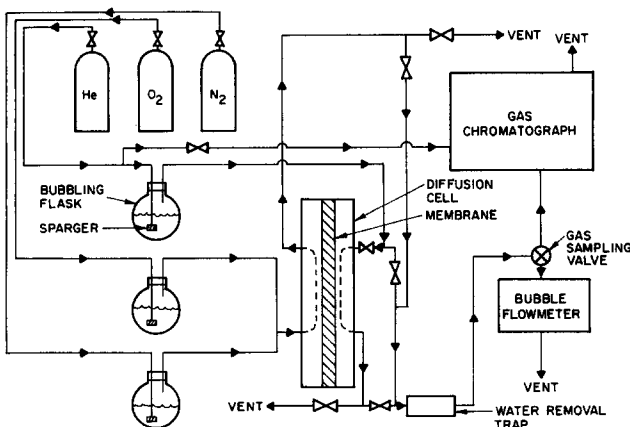 VENT
VENT
He
O2
N2
GAS
CHROMATOGRAPH
BUBBLING
FLASK
SPARGER
DIFFUSION
CELL
MEMBRANE
GAS
SAMPLING
VALVE
BUBBLE
FLOWMETER
VENT
VENT
WATER REMOVAL
TRAP